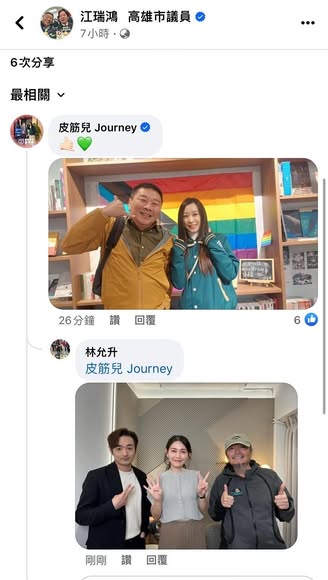 江瑞鴻 高雄市議員
7小時
6次分享
最相關
皮筋兒 Journey
26分鐘 讚 回覆 6
林允升
皮筋兒 Journey
剛剛 讚 回覆